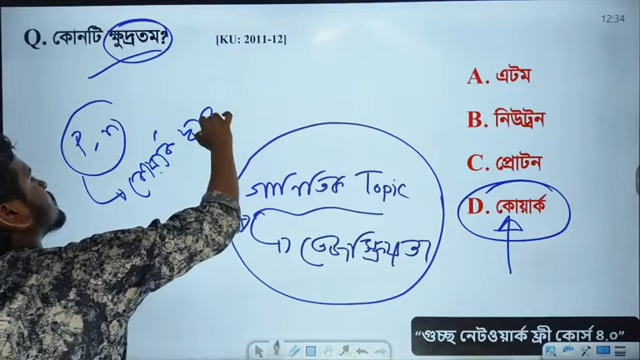 12:34
Q. কোনটি ক্ষুদ্রতম? [KU: 2011-12]
A. এটম
B. নিউট্রন
C. প্রোটন
D. কোয়ার্ক
P, n
কোয়ার্ক
গাণিতিক Topic
তেজস্ক্রিয়তা
"গুচ্ছ নেটওয়ার্ক ফ্রী কোর্স ৪.০"